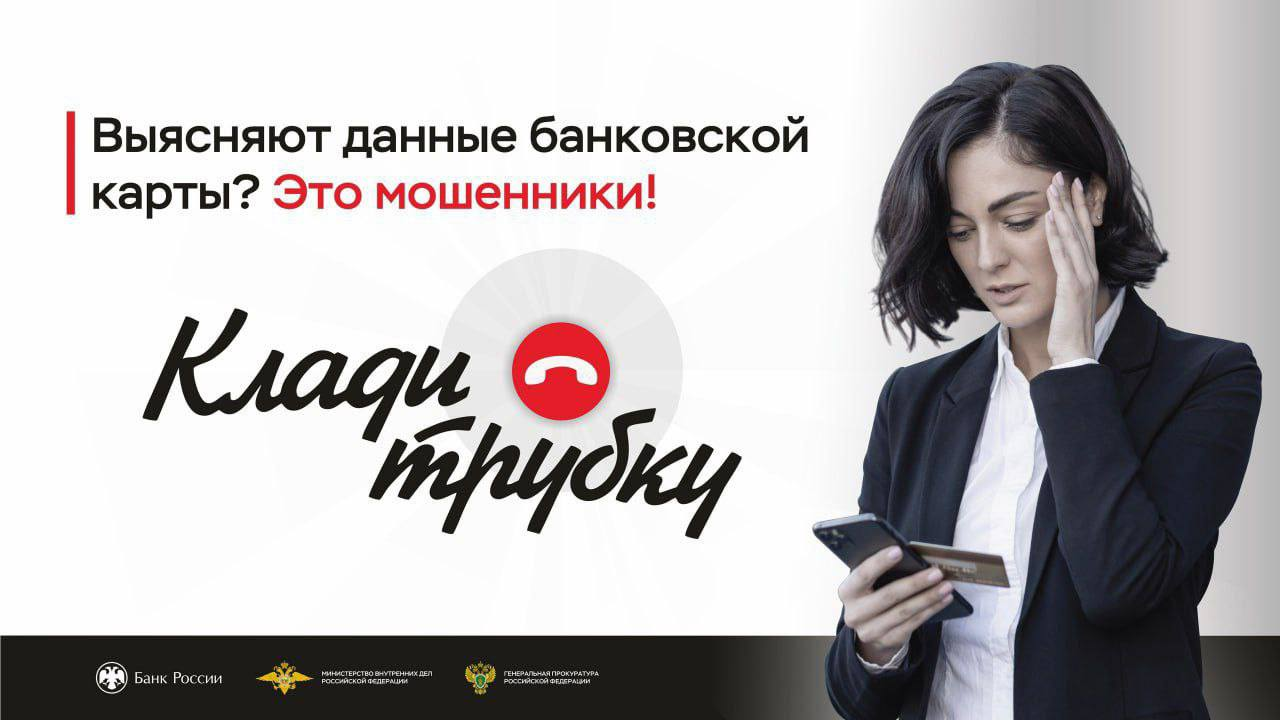 Выясняют данные банковской
карты? Это мошенники!
Клади
трубку
Банк России
МИНИСТЕРСТВО ВНУТРЕННИХ ДЕЛ
РОССИЙСКОЙ ФЕДЕРАЦИИ
ГЕНЕРАЛЬНАЯ ПРОКУРАТУРА
РОССИЙСКОЙ ФЕДЕРАЦИИ